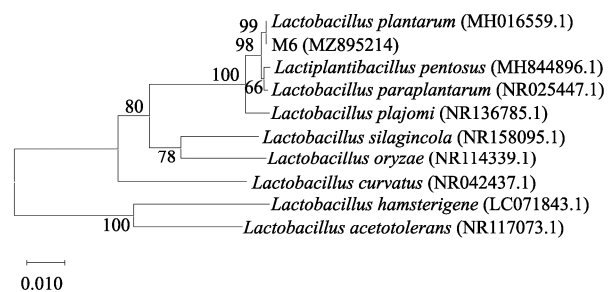 99
Lactobacillus plantarum (MH016559.1)
98
M6 (MZ895214)
100
Lactiplantibacillus pentosus (MH844896.1)
66
Lactobacillus paraplantarum (NR025447.1)
80
Lactobacillus plajomi (NR136785.1)
Lactobacillus silagincola (NR158095.1)
78
Lactobacillus oryzae (NR114339.1)
Lactobacillus curvatus (NR042437.1)
Lactobacillus hamsterigene (LC071843.1)
100
Lactobacillus acetotolerans (NR117073.1)
0.010